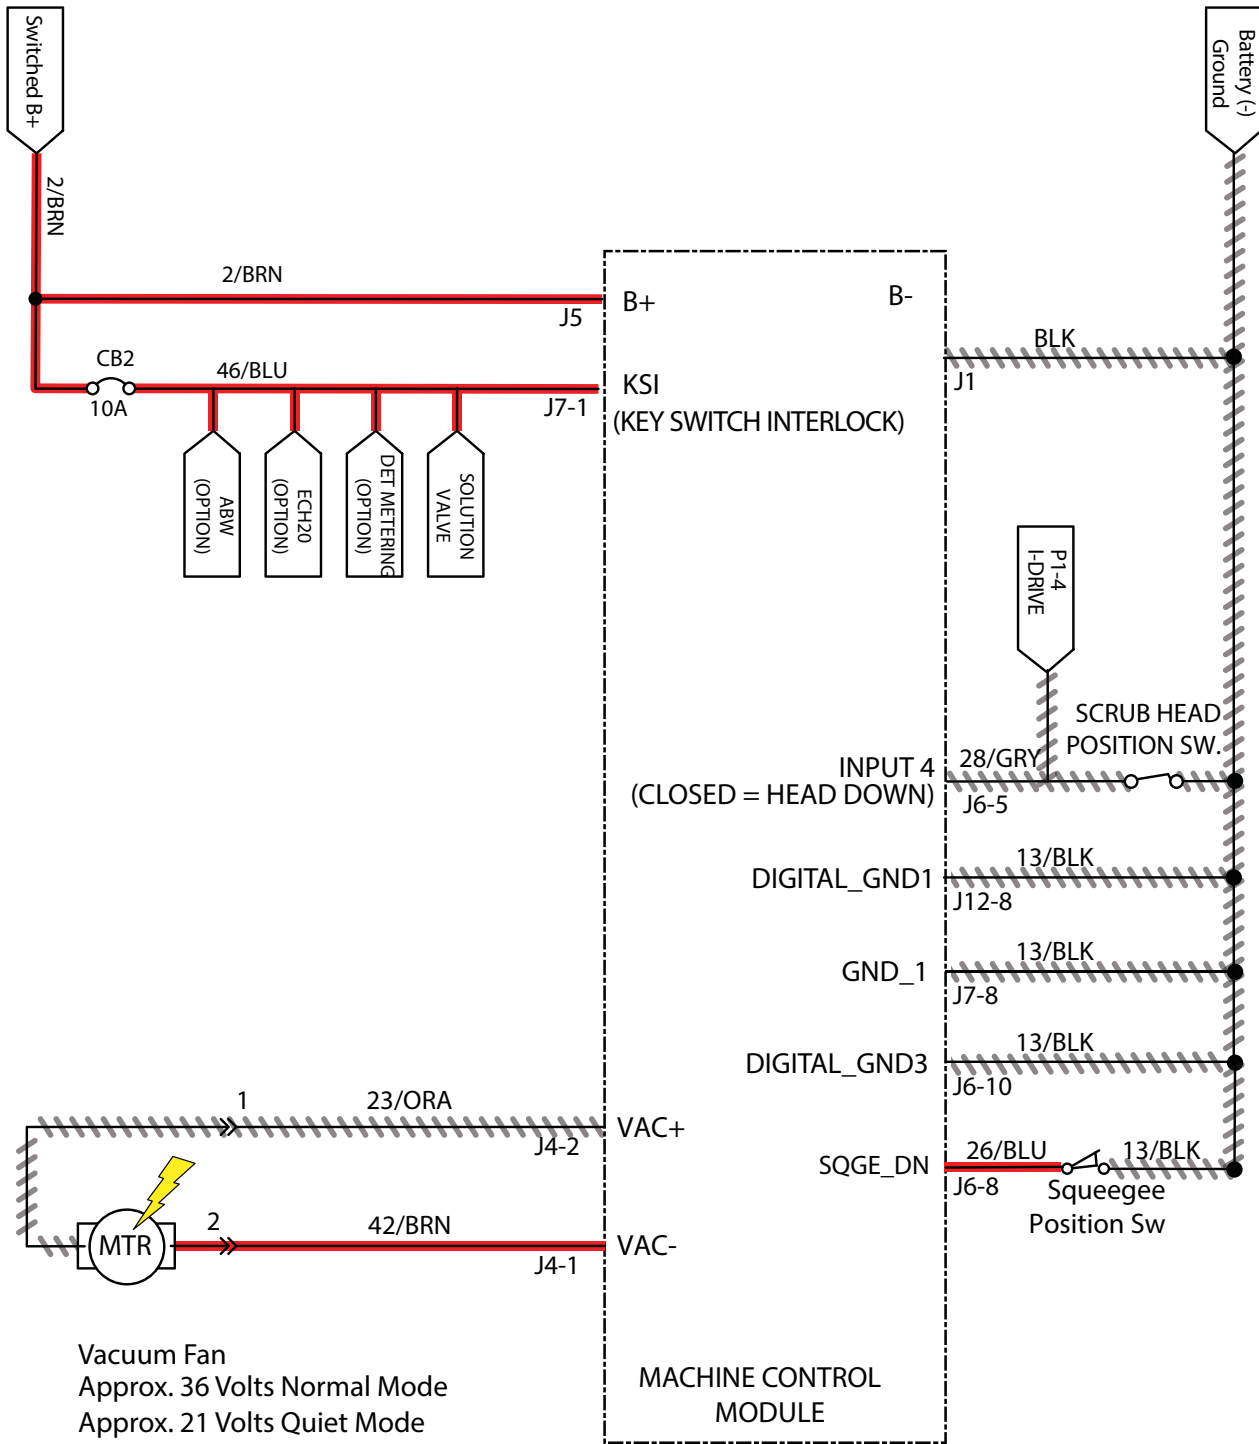 Switched B+
Battery (-)
Ground
2/BRN
2/BRN
J5
B+
B-
BLK
J1
CB2
10A
46/BLU
J7-1
KSI
(KEY SWITCH INTERLOCK)
ABW
(OPTION)
ECH20
(OPTION)
DET METERING
(OPTION)
SOLUTION
VALVE
P1-4
I-DRIVE
SCRUB HEAD
POSITION SW.
INPUT 4
(CLOSED = HEAD DOWN)
28/GRY
J6-5
DIGITAL_GND1
13/BLK
J12-8
GND_1
13/BLK
J7-8
DIGITAL_GND3
13/BLK
J6-10
1
23/ORA
J4-2
VAC+
SQGE_DN
26/BLU
J6-8
13/BLK
Squeegee
Position Sw
MTR
2
42/BRN
J4-1
VAC-
Vacuum Fan
Approx. 36 Volts Normal Mode
Approx. 21 Volts Quiet Mode
MACHINE CONTROL
MODULE